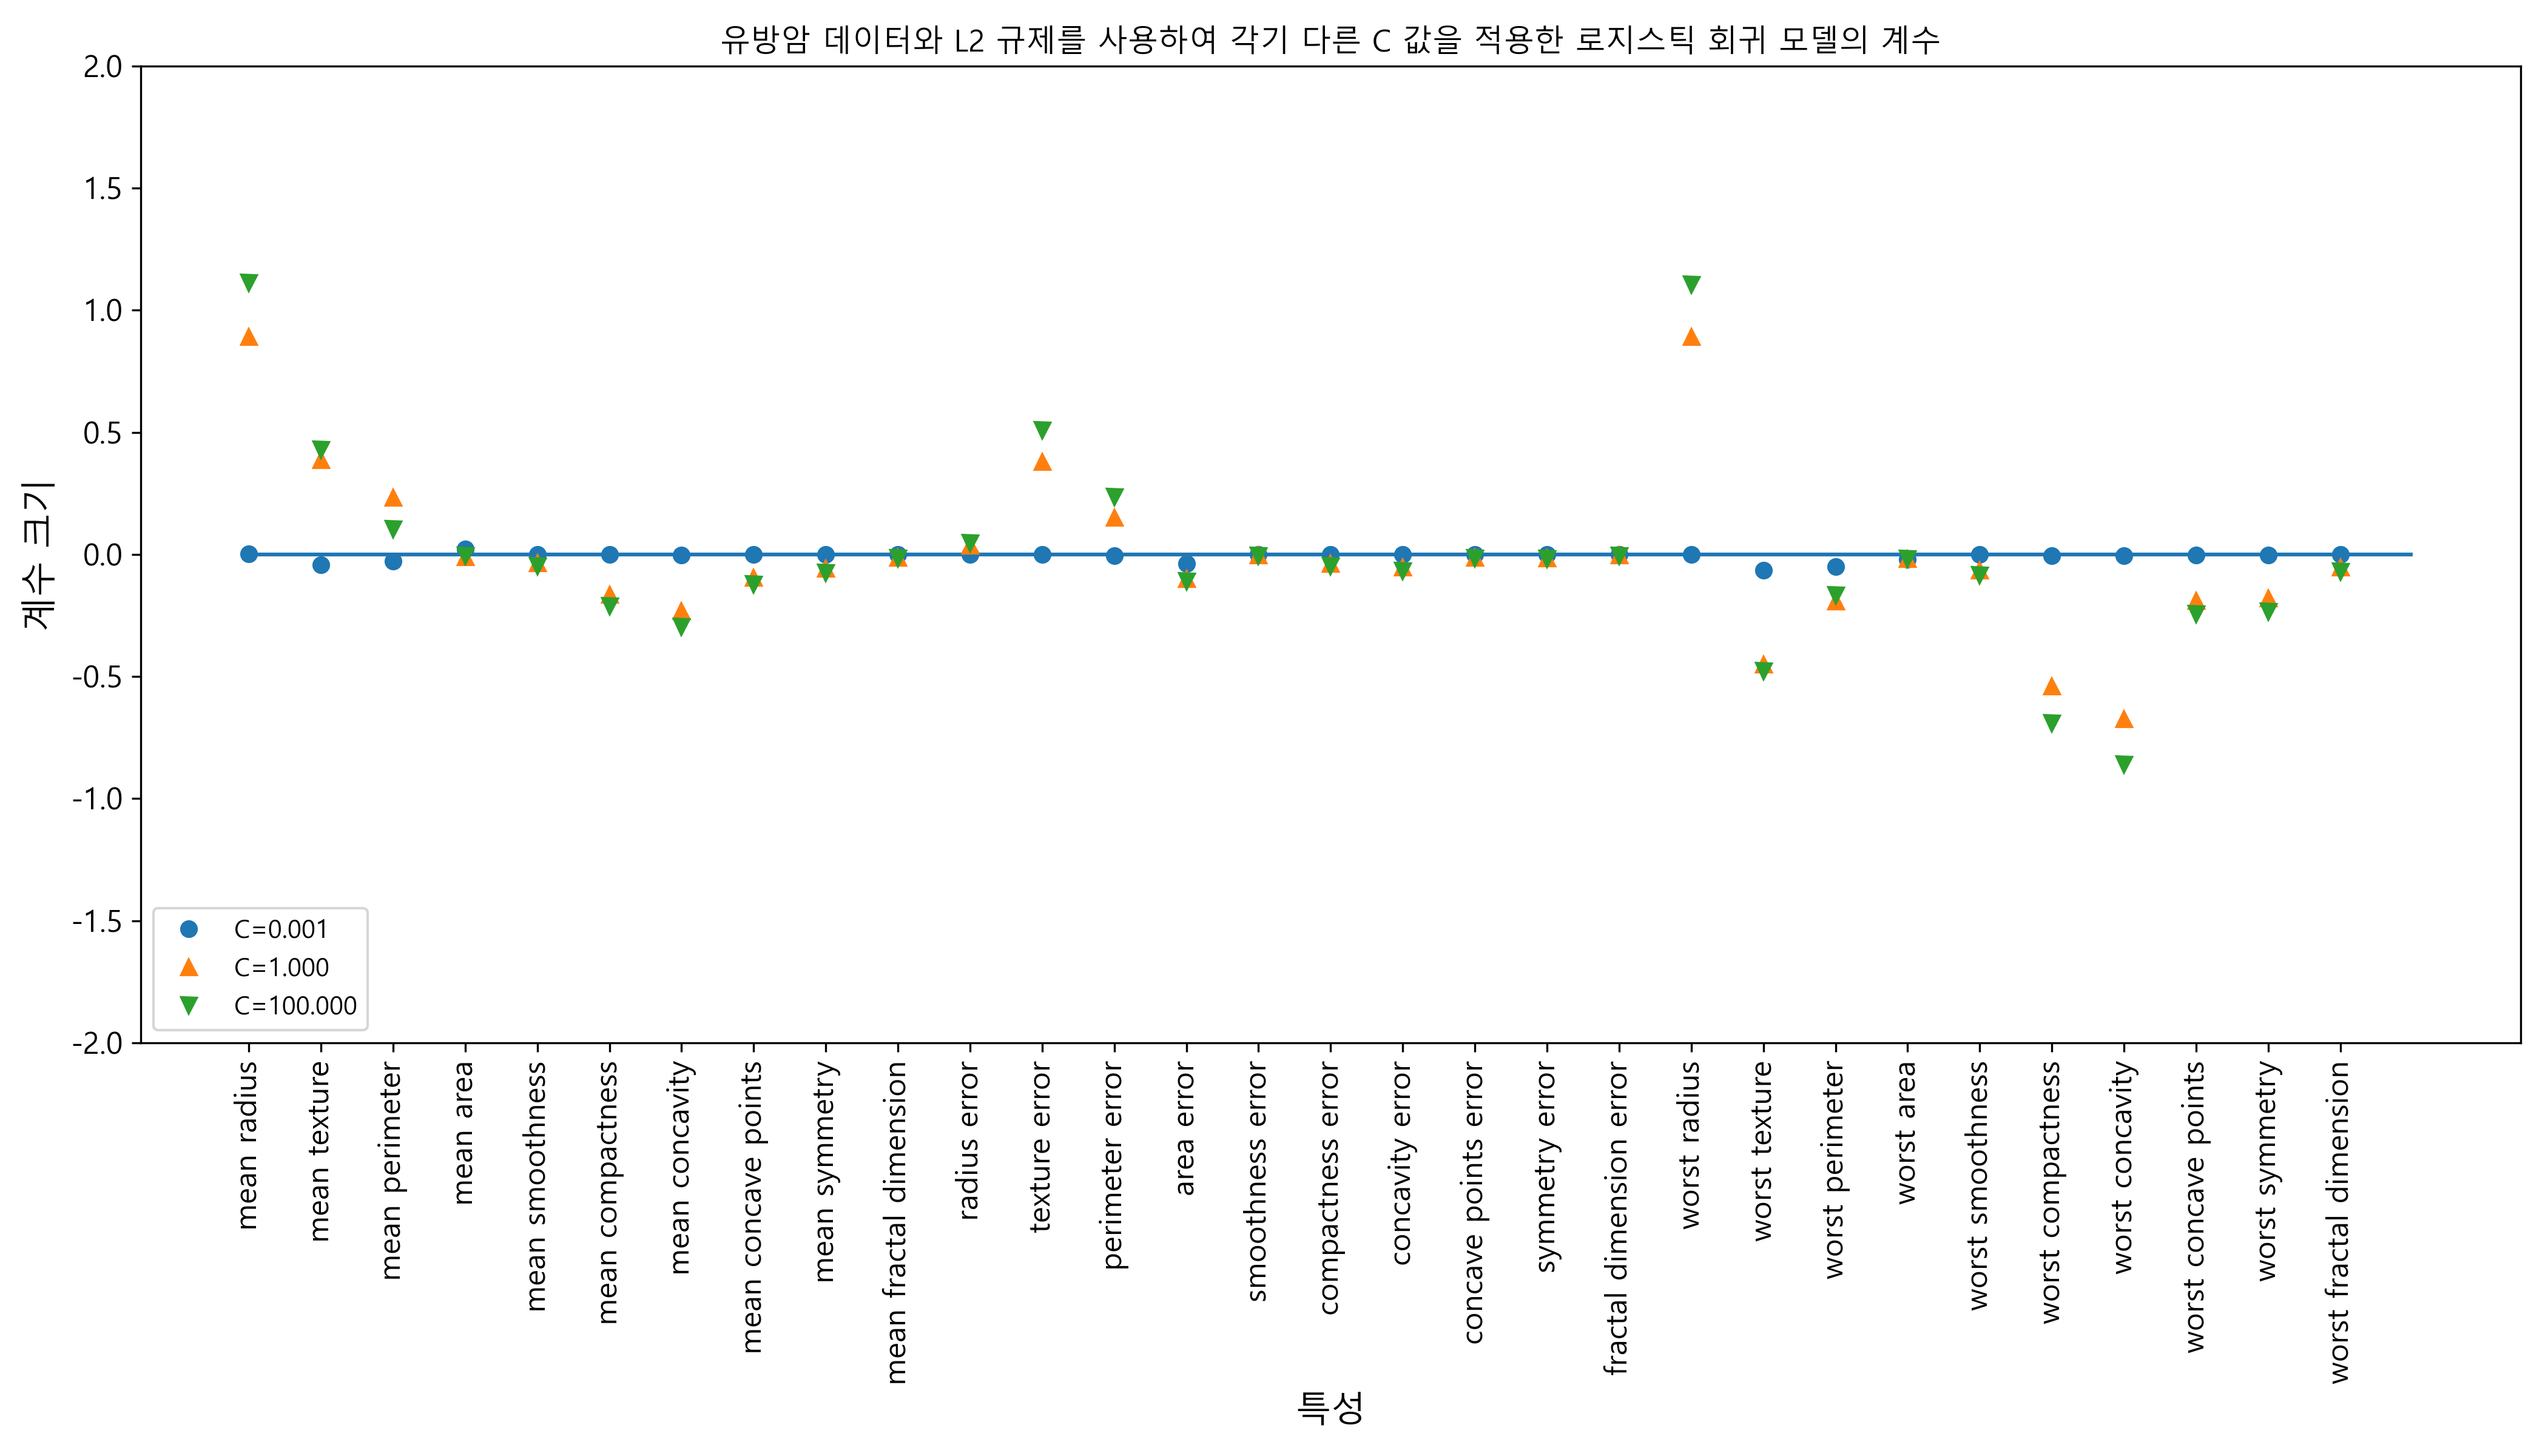 유방암 데이터와 L2 규제를 사용하여 각기 다른 C 값을 적용한 로지스틱 회귀 모델의 계수
2.0
1.5
1.0
0.5
0.0
-0.5
-1.0
-1.5
-2.0
계수 크기
C=0.001
C=1.000
C=100.000
mean radius
mean texture
mean perimeter
mean area
mean smoothness
mean compactness
mean concavity
mean concave points
mean symmetry
mean fractal dimension
radius error
texture error
perimeter error
area error
smoothness error
compactness error
concavity error
concave points error
symmetry error
fractal dimension error
worst radius
worst texture
worst perimeter
worst area
worst smoothness
worst compactness
worst concavity
worst concave points
worst symmetry
worst fractal dimension
특성